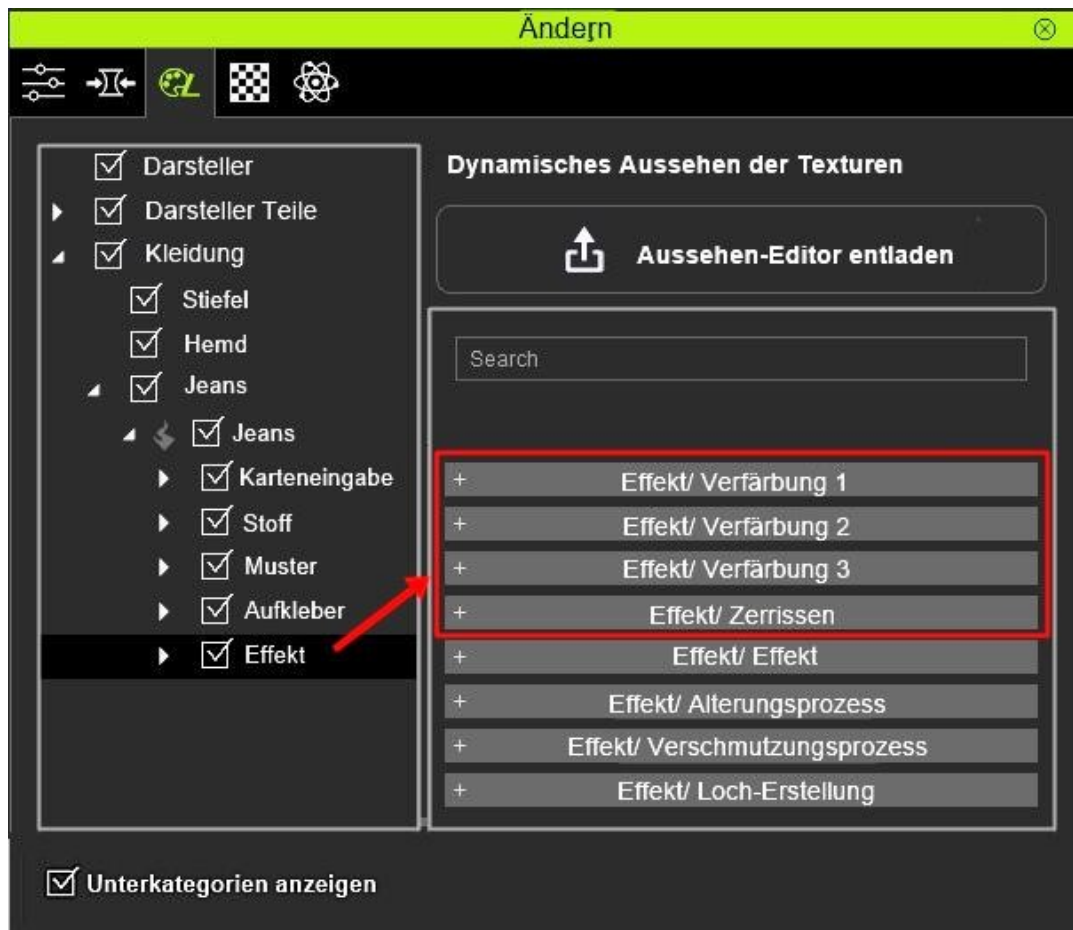 Ändern
Darsteller
Darsteller Teile
Kleidung
Stiefel
Hemd
Jeans
Jeans
Karteneingabe
Stoff
Muster
Aufkleber
Effekt
Unterkategorien anzeigen
Dynamisches Aussehen der Texturen
Aussehen-Editor entladen
Search
+ Effekt/ Verfärbung 1
+ Effekt/ Verfärbung 2
+ Effekt/ Verfärbung 3
+ Effekt/ Zerrissen
+ Effekt/ Effekt
+ Effekt/ Alterungsprozess
+ Effekt/ Verschmutzungsprozess
+ Effekt/ Loch-Erstellung